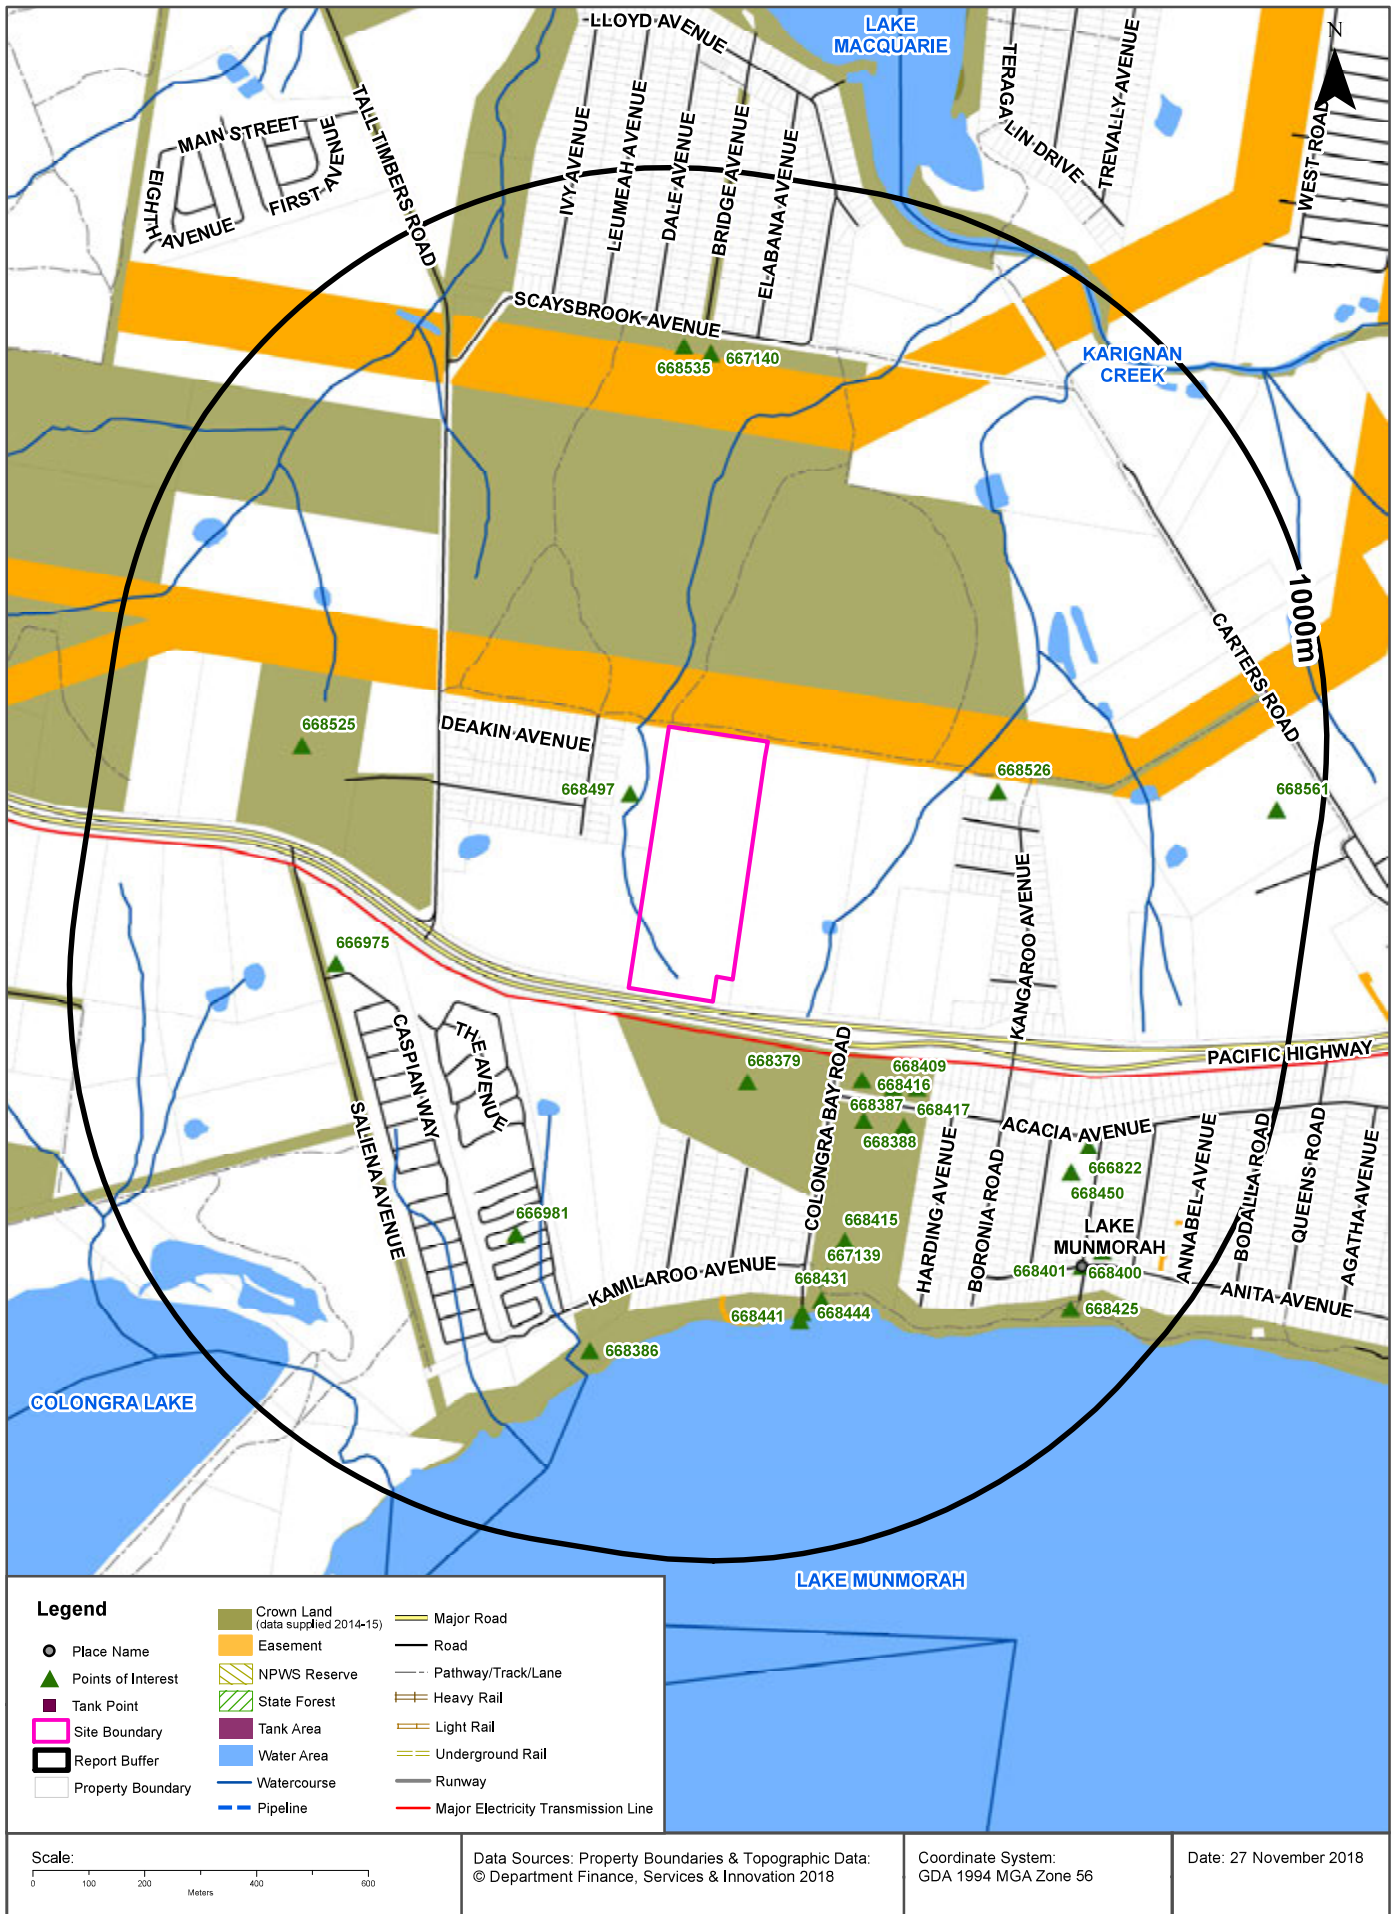 LLOYD AVENUE
LAKE
MACQUARIE
N
TERAGALIN DRIVE
TREVALLY AVENUE
WEST ROAD
TALL TIMBERS ROAD
MAIN STREET
FIRST AVENUE
EIGHTH
AVENUE
IVY AVENUE
LEUMEAH AVENUE
DALE AVENUE
BRIDGE AVENUE
ELABANA AVENUE
SCAYSBROOK AVENUE
668535
667140
KARIGNAN
CREEK
1000m
CARTERS ROAD
668525
DEAKIN AVENUE
668497
668526
668561
KANGAROO AVENUE
666975
CASPIAN WAY
THE AVENUE
SALIENA AVENUE
PACIFIC HIGHWAY
668379
COLONGRA BAY ROAD
668409
668416
668387
668417
668388
ACACIA AVENUE
HARDING AVENUE
BORONIA ROAD
ANNABEL AVENUE
BODALLA ROAD
QUEENS ROAD
AGATHA AVENUE
666822
668450
666981
668415
667139
LAKE
MUNMORAH
668401
668400
KAMILAROO AVENUE
668431
668441
668444
668425
ANITA AVENUE
668386
COLONGRA LAKE
LAKE MUNMORAH
Legend
Place Name
Points of Interest
Tank Point
Site Boundary
Report Buffer
Property Boundary
Crown Land
(data supplied 2014-15)
Easement
NPWS Reserve
State Forest
Tank Area
Water Area
Watercourse
Pipeline
Major Road
Road
Pathway/Track/Lane
Heavy Rail
Light Rail
Underground Rail
Runway
Major Electricity Transmission Line
Scale:
0 100 200 400 600
Meters
Data Sources: Property Boundaries & Topographic Data:
© Department Finance, Services & Innovation 2018
Coordinate System:
GDA 1994 MGA Zone 56
Date: 27 November 2018